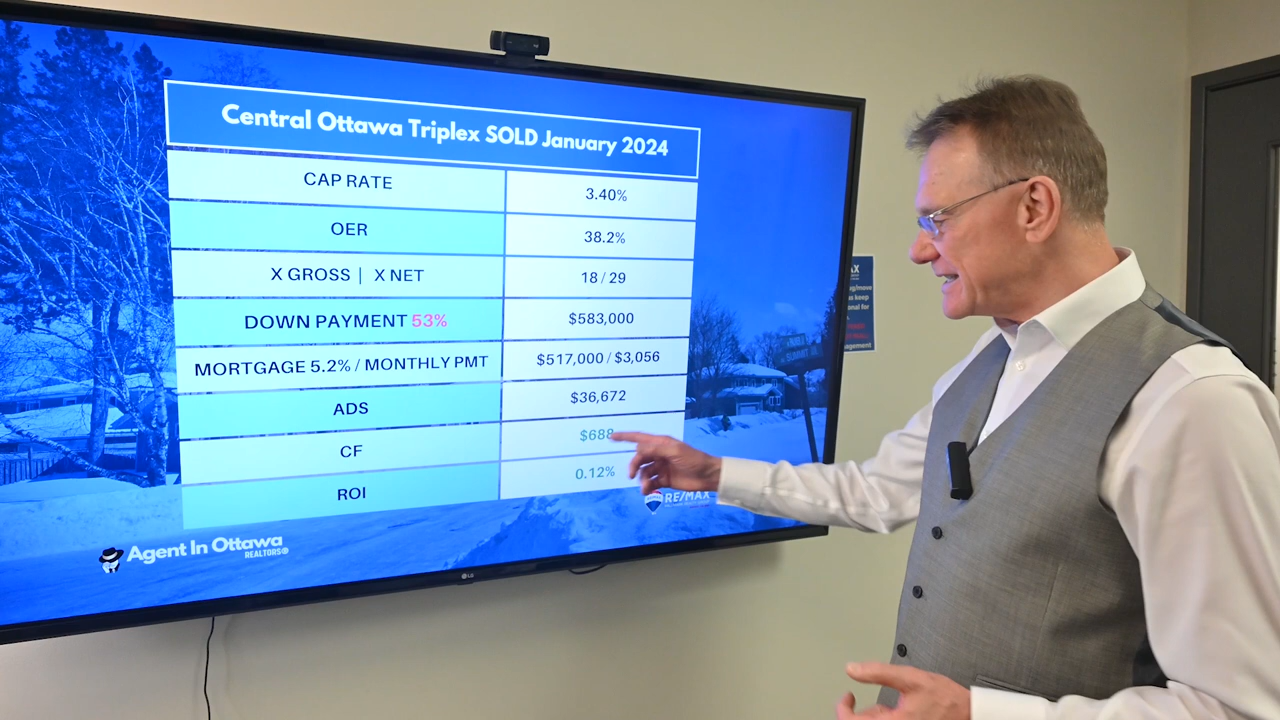 Central Ottawa Triplex SOLD January 2024
CAP RATE 3.40%
OER 38.2%
X GROSS | X NET 18 / 29
DOWN PAYMENT 53% $583,000
MORTGAGE 5.2% / MONTHLY PMT $517,000 / $3,056
ADS $36,672
CF $688
ROI 0.12%
RE/MAX
Agent In Ottawa
REALTORS®
LG